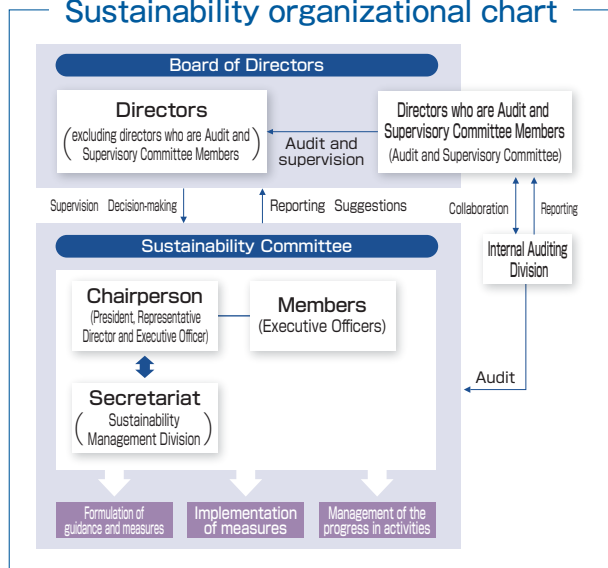 Sustainability organizational chart
Board of Directors
Directors
(excluding directors who are Audit and
Supervisory Committee Members)
Audit and
supervision
Directors who are Audit and
Supervisory Committee Members
(Audit and Supervisory Committee)
Supervision Decision-making
Reporting Suggestions
Collaboration
Reporting
Sustainability Committee
Internal Auditing
Division
Chairperson
(President, Representative
Director and Executive Officer)
Members
(Executive Officers)
Audit
Secretariat
(Sustainability
Management Division)
Formulation of
guidance and measures
Implementation
of measures
Management of the
progress in activities